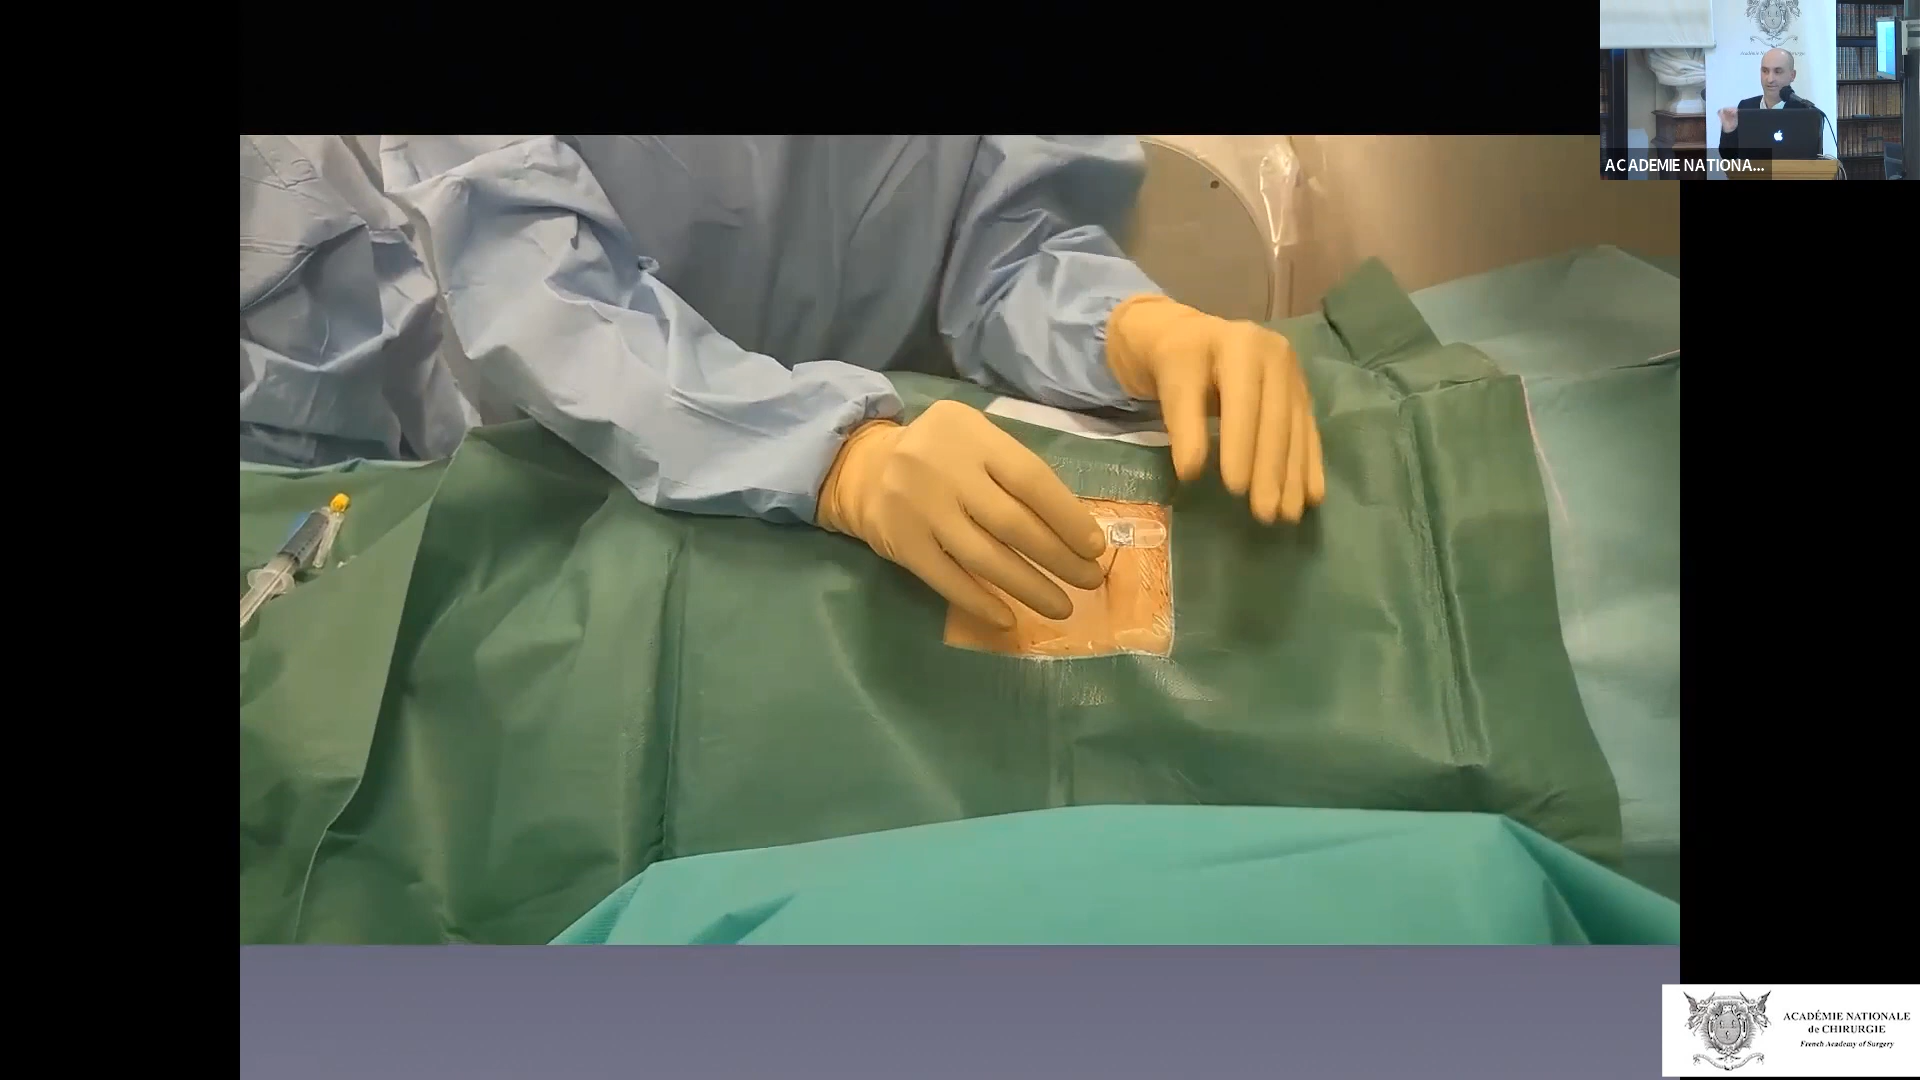 ACADEMIE NATIONA...
ACADÉMIE NATIONALE
de CHIRURGIE
French Academy of Surgery